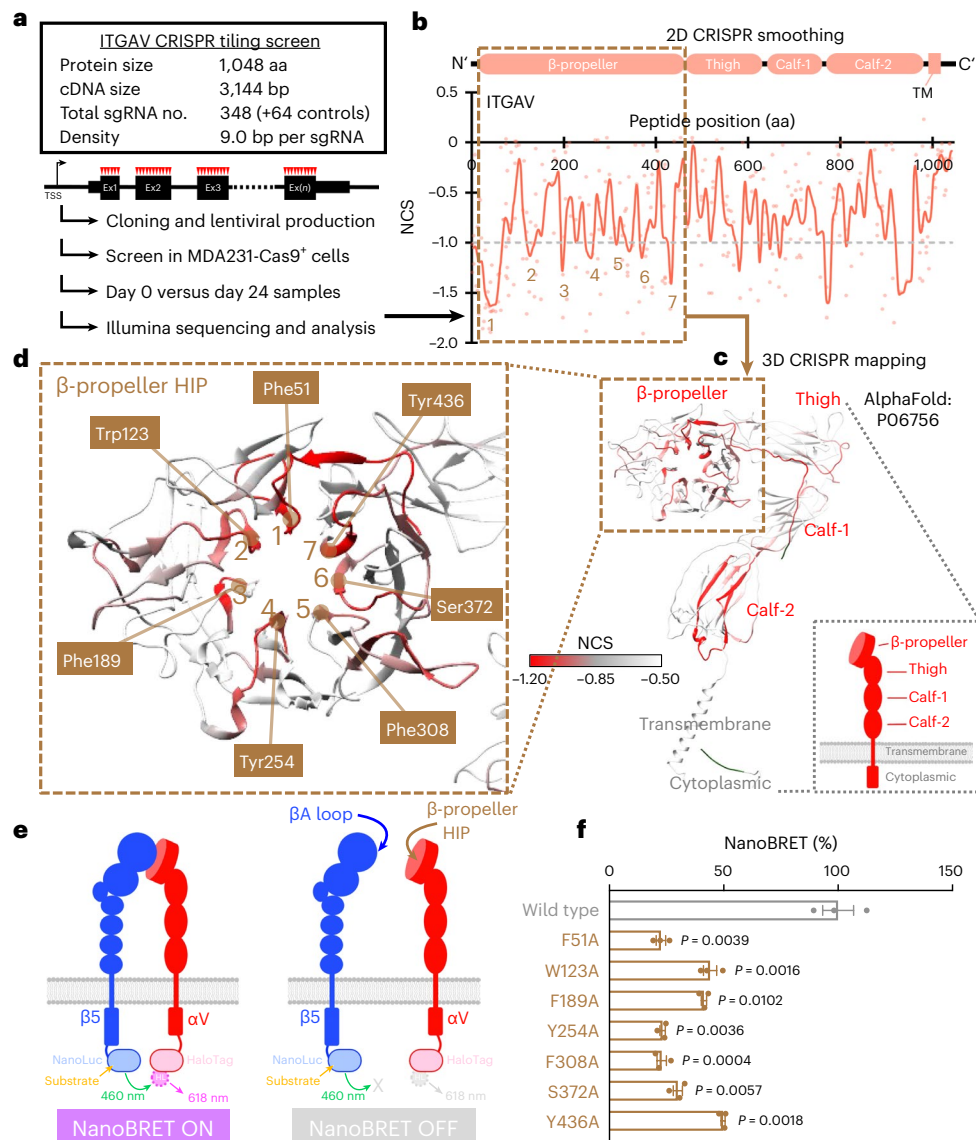 a
ITGAV CRISPR tiling screen
Protein size 1,048 aa
cDNA size 3,144 bp
Total sgRNA no. 348 (+64 controls)
Density 9.0 bp per sgRNA
TSS Ex1 Ex2 Ex3 Ex(n)
Cloning and lentiviral production
Screen in MDA231-Cas9⁺ cells
Day 0 versus day 24 samples
Illumina sequencing and analysis
b
2D CRISPR smoothing
N′ β-propeller Thigh Calf-1 Calf-2 C′
TM
ITGAV
Peptide position (aa)
NCS
0.5
0
−0.5
−1.0
−1.5
−2.0
0 200 400 600 800 1,000
1 2 3 4 5 6 7
c
3D CRISPR mapping
β-propeller
Thigh
AlphaFold:
P06756
Calf-1
Calf-2
Transmembrane
Cytoplasmic
NCS
−1.20 −0.85 −0.50
β-propeller
Thigh
Calf-1
Calf-2
Transmembrane
Cytoplasmic
d
β-propeller HIP
Phe51
Tyr436
Trp123
1 2 3 4 5 6 7
Ser372
Phe189
Phe308
Tyr254
e
βA loop
β-propeller
HIP
β5 αV
NanoLuc HaloTag
Substrate
HL
460 nm 618 nm
NanoBRET ON
β5 αV
NanoLuc HaloTag
Substrate
HL
460 nm X 618 nm
NanoBRET OFF
f
NanoBRET (%)
0 50 100 150
Wild type
F51A P = 0.0039
W123A P = 0.0016
F189A P = 0.0102
Y254A P = 0.0036
F308A P = 0.0004
S372A P = 0.0057
Y436A P = 0.0018